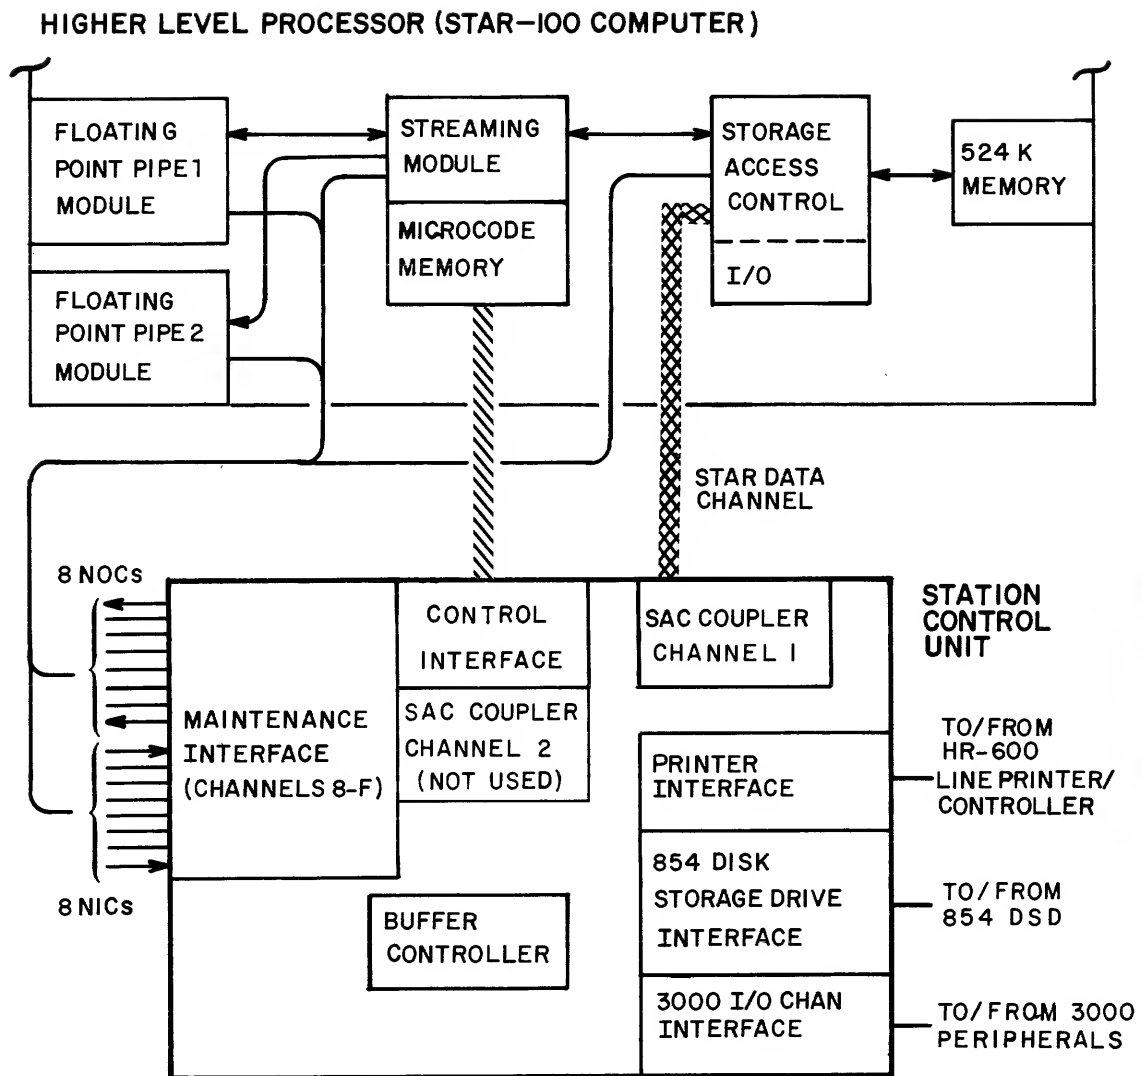 HIGHER LEVEL PROCESSOR (STAR-100 COMPUTER)
FLOATING
POINT PIPE 1
MODULE
STREAMING
MODULE
MICROCODE
MEMORY
STORAGE
ACCESS
CONTROL
I/O
524 K
MEMORY
FLOATING
POINT PIPE 2
MODULE
STAR DATA
CHANNEL
8 NOCs
8 NICs
MAINTENANCE
INTERFACE
(CHANNELS 8-F)
CONTROL
INTERFACE
SAC COUPLER
CHANNEL 2
(NOT USED)
SAC COUPLER
CHANNEL 1
STATION
CONTROL
UNIT
BUFFER
CONTROLLER
PRINTER
INTERFACE
TO/FROM
HR-600
LINE PRINTER/
CONTROLLER
854 DISK
STORAGE DRIVE
INTERFACE
TO/FROM
854 DSD
3000 I/O CHAN
INTERFACE
TO/FROM 3000
PERIPHERALS